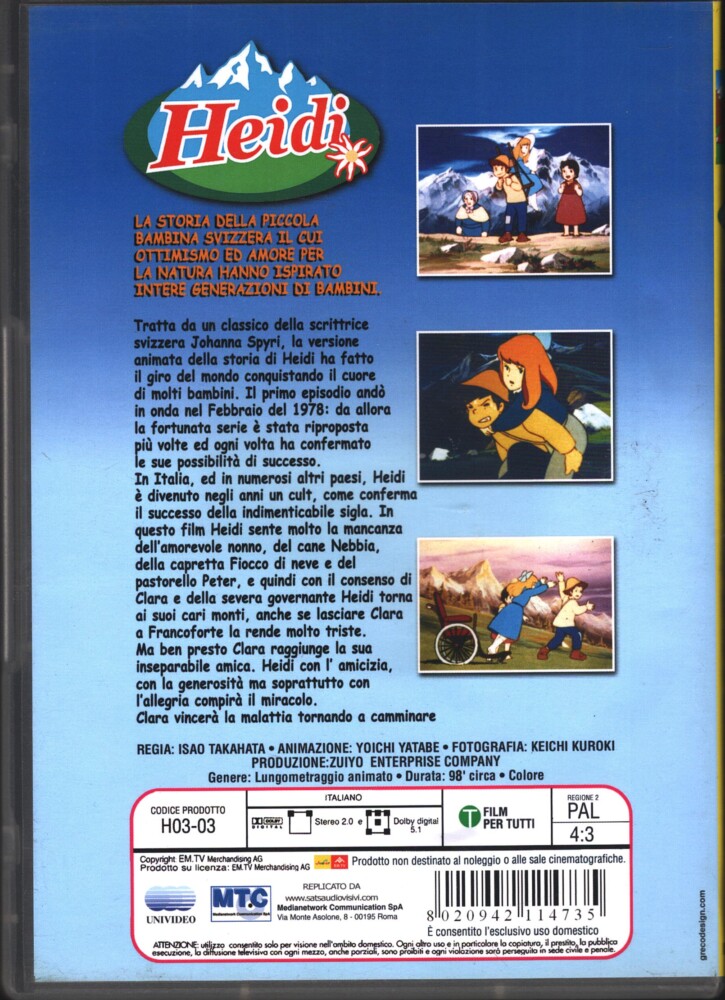 Heidi
LA STORIA DELLA PICCOLA
BAMBINA SVIZZERA IL CUI
OTTIMISMO ED AMORE PER
LA NATURA HANNO ISPIRATO
INTERE GENERAZIONI DI BAMBINI.
Tratta da un classico della scrittrice
svizzera Johanna Spyri, la versione
animata della storia di Heidi ha fatto
il giro del mondo conquistando il cuore
di molti bambini. Il primo episodio andò
in onda nel Febbraio del 1978: da allora
la fortunata serie è stata riproposta
più volte ed ogni volta ha confermato
le sue possibilità di successo.
In Italia, ed in numerosi altri paesi, Heidi
è divenuto negli anni un cult, come conferma
il successo della indimenticabile sigla. In
questo film Heidi sente molto la mancanza
dell'amorevole nonno, del cane Nebbia,
della capretta Fiocco di neve e del
pastorello Peter, e quindi con il consenso di
Clara e della severa governante Heidi torna
ai suoi cari monti, anche se lasciare Clara
a Francoforte la rende molto triste.
Ma ben presto Clara raggiunge la sua
inseparabile amica. Heidi con l' amicizia,
con la generosità ma soprattutto con
l'allegria compirà il miracolo.
Clara vincerà la malattia tornando a camminare
REGIA: ISAO TAKAHATA • ANIMAZIONE: YOICHI YATABE • FOTOGRAFIA: KEICHI KUROKI
PRODUZIONE:ZUIYO ENTERPRISE COMPANY
Genere: Lungometraggio animato • Durata: 98' circa • Colore
CODICE PRODOTTO
H03-03
ITALIANO
DOLBY DIGITAL
Stereo 2.0 e
Dolby digital
5.1
T FILM
PER TUTTI
REGIONE 2
PAL
4:3
Copyright EM.TV Merchandisng AG
Prodotto su licenza: EM.TV Merchandising AG
Prodotto non destinato al noleggio o alle sale cinematografiche.
UNIVIDEO
MTC
Medianetwork Communication SpA
REPLICATO DA
www.satsaudiovisivi.com
Medianetwork Communication SpA
Via Monte Asolone, 8 - 00195 Roma
8 020942 114735
È consentito l'esclusivo uso domestico
ATTENZIONE: utilizzo consentito solo per visione nell'ambito domestico. Ogni altro uso e in particolare la copiatura, il prestito, la pubblica
esecuzione, la diffusione televisiva con ogni mezzo, anche parziali, sono proibiti e ogni violazione sarà perseguita in sede civile e penale.
grecodesign.com